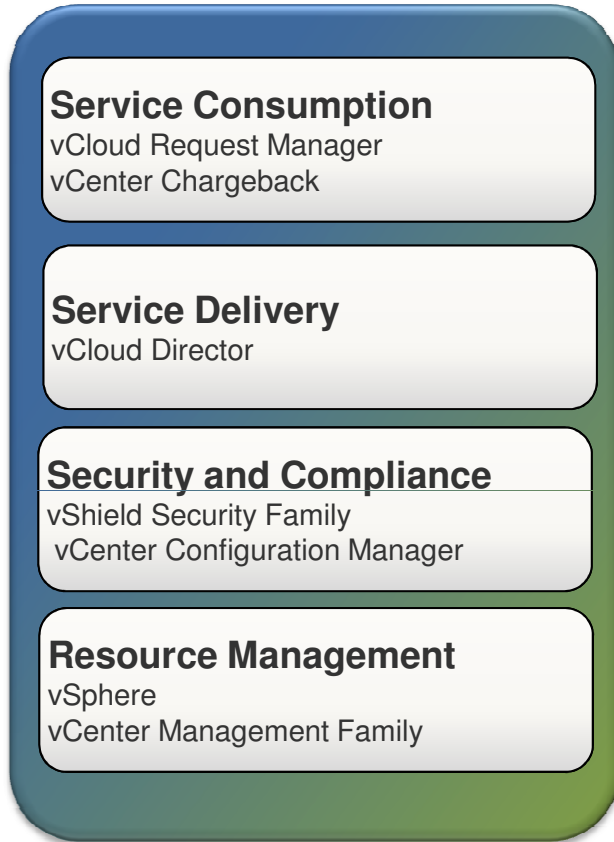 Service Consumption
vCloud Request Manager
vCenter Chargeback
Service Delivery
vCloud Director
Security and Compliance
vShield Security Family
vCenter Configuration Manager
Resource Management
vSphere
vCenter Management Family